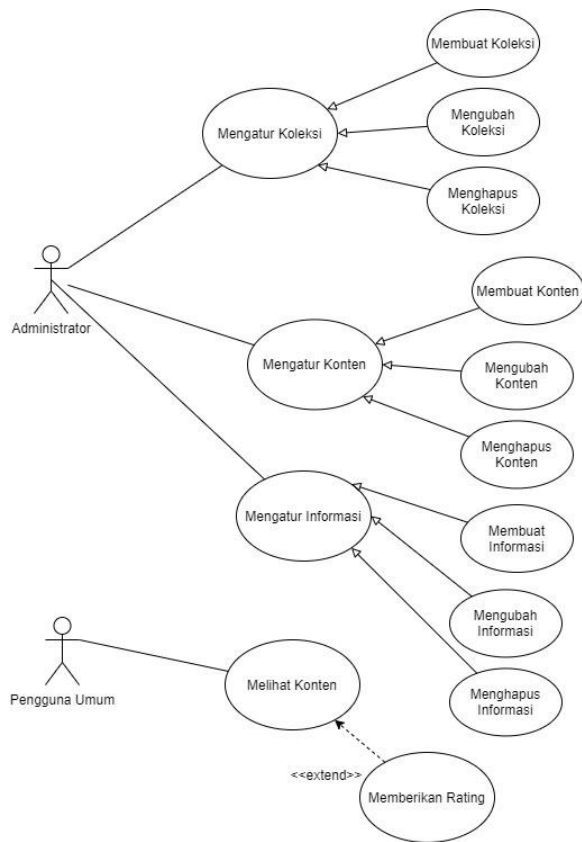 Membuat Koleksi
Mengatur Koleksi
Mengubah
Koleksi
Menghapus
Koleksi
Administrator
Membuat Konten
Mengatur Konten
Mengubah
Konten
Menghapus
Konten
Mengatur Informasi
Membuat
Informasi
Mengubah
Informasi
Pengguna Umum
Melihat Konten
Menghapus
Informasi
<<extend>>
Memberikan Rating